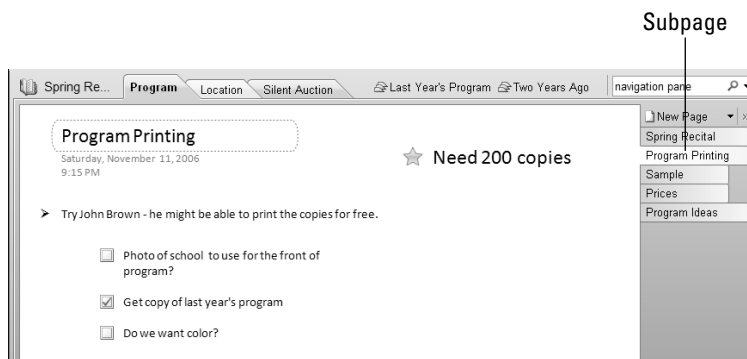 Subpage
Spring Re... Program Location Silent Auction Last Year's Program Two Years Ago navigation pane
New Page
Spring Recital
Program Printing
Sample
Prices
Program Ideas
Program Printing
Saturday, November 11, 2006
9:15 PM
Need 200 copies
Try John Brown - he might be able to print the copies for free.
Photo of school to use for the front of
program?
Get copy of last year's program
Do we want color?